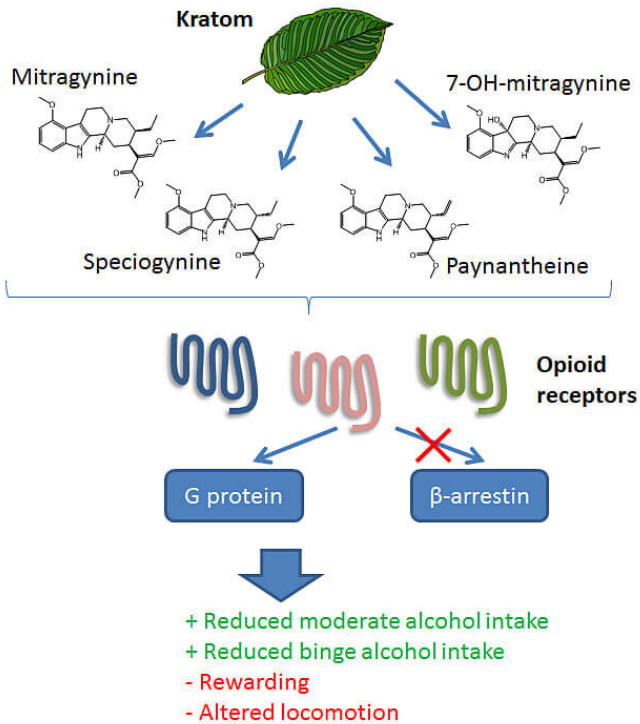 Kratom
Mitragynine
7-OH-mitragynine
Speciogynine
Paynantheine
Opioid
receptors
G protein
β-arrestin
+ Reduced moderate alcohol intake
+ Reduced binge alcohol intake
- Rewarding
- Altered locomotion